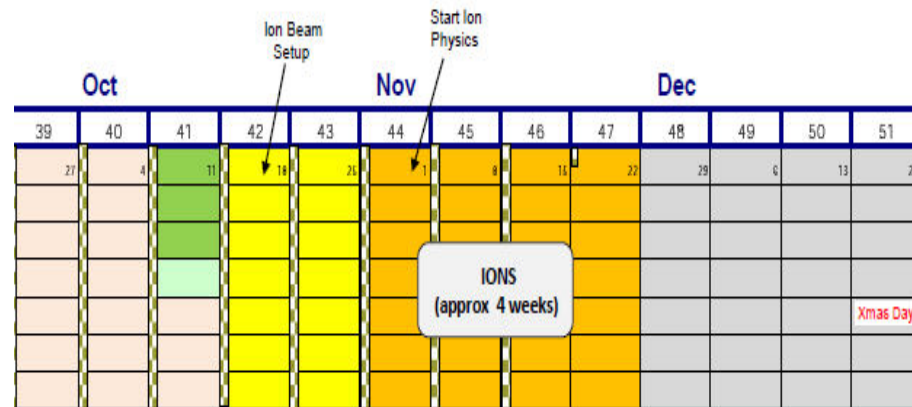 Ion Beam
Setup
Start Ion
Physics
Oct Nov Dec
39 40 41 42 43 44 45 46 47 48 49 50 51
27 4 11 18 1 8 22 29 6 13
IONS
(approx 4 weeks)
Xmas Day